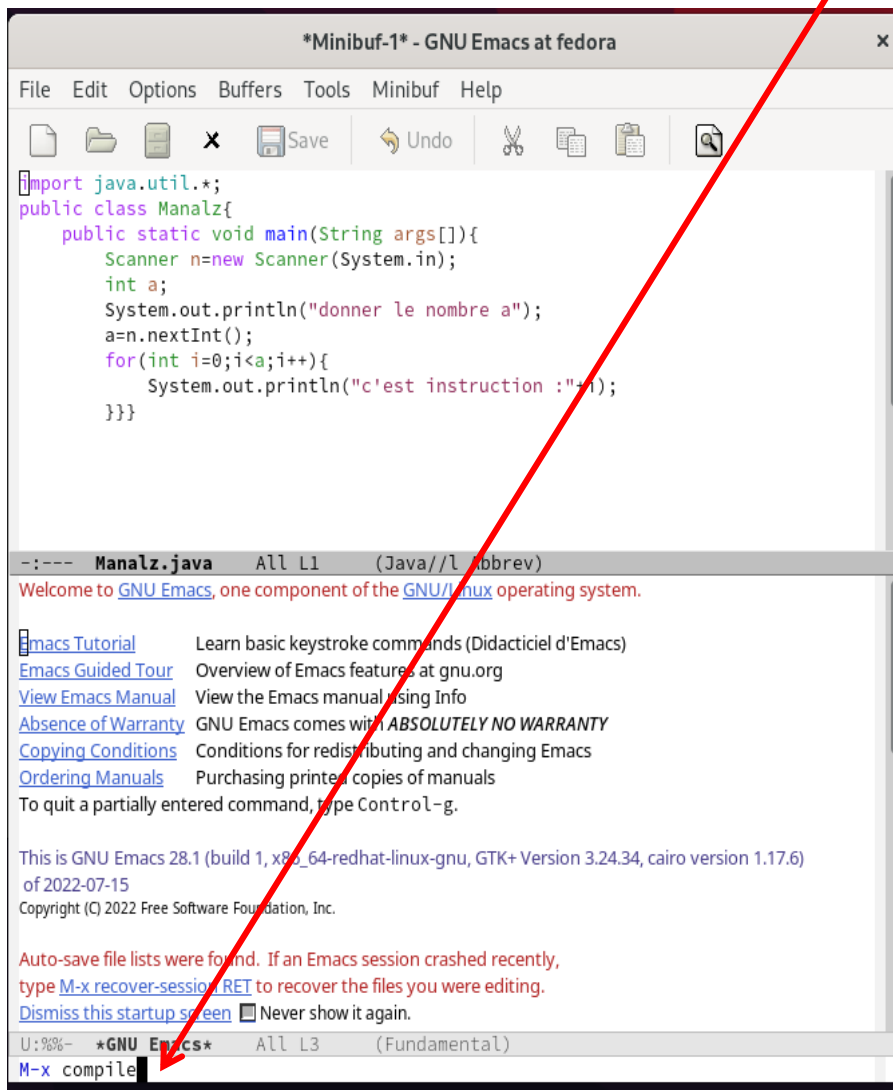 *Minibuf-1* - GNU Emacs at fedora
File Edit Options Buffers Tools Minibuf Help
Save Undo
import java.util.*;
public class Manalz{
    public static void main(String args[]){
        Scanner n=new Scanner(System.in);
        int a;
        System.out.println("donner le nombre a");
        a=n.nextInt();
        for(int i=0;i<a;i++){
            System.out.println("c'est instruction :"+i);
        }}}
-:---  Manalz.java    All L1     (Java//l Abbrev)
Welcome to GNU Emacs, one component of the GNU/Linux operating system.
Emacs Tutorial Learn basic keystroke commands (Didacticiel d'Emacs)
Emacs Guided Tour Overview of Emacs features at gnu.org
View Emacs Manual View the Emacs manual using Info
Absence of Warranty GNU Emacs comes with ABSOLUTELY NO WARRANTY
Copying Conditions Conditions for redistributing and changing Emacs
Ordering Manuals Purchasing printed copies of manuals
To quit a partially entered command, type Control-g.
This is GNU Emacs 28.1 (build 1, x86_64-redhat-linux-gnu, GTK+ Version 3.24.34, cairo version 1.17.6)
of 2022-07-15
Copyright (C) 2022 Free Software Foundation, Inc.
Auto-save file lists were found. If an Emacs session crashed recently,
type M-x recover-session RET to recover the files you were editing.
Dismiss this startup screen Never show it again.
U:%%-  *GNU Emacs*    All L3     (Fundamental)
M-x compile